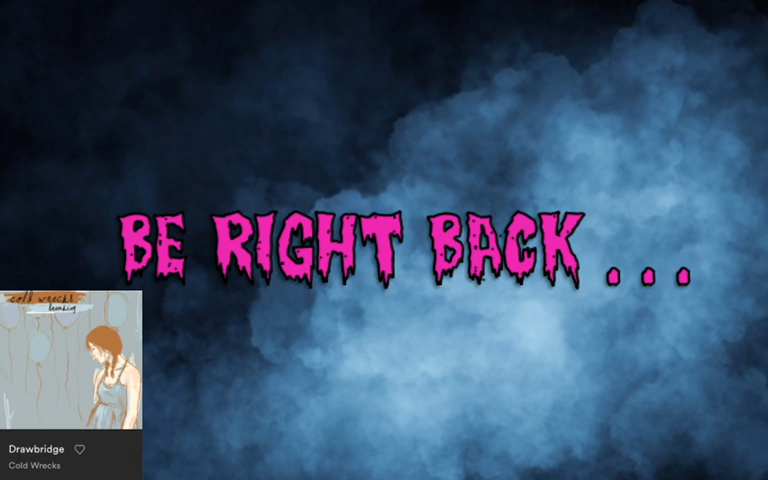 BE RIGHT BACK . . .
cold wrecks
Drawbridge
Cold Wrecks